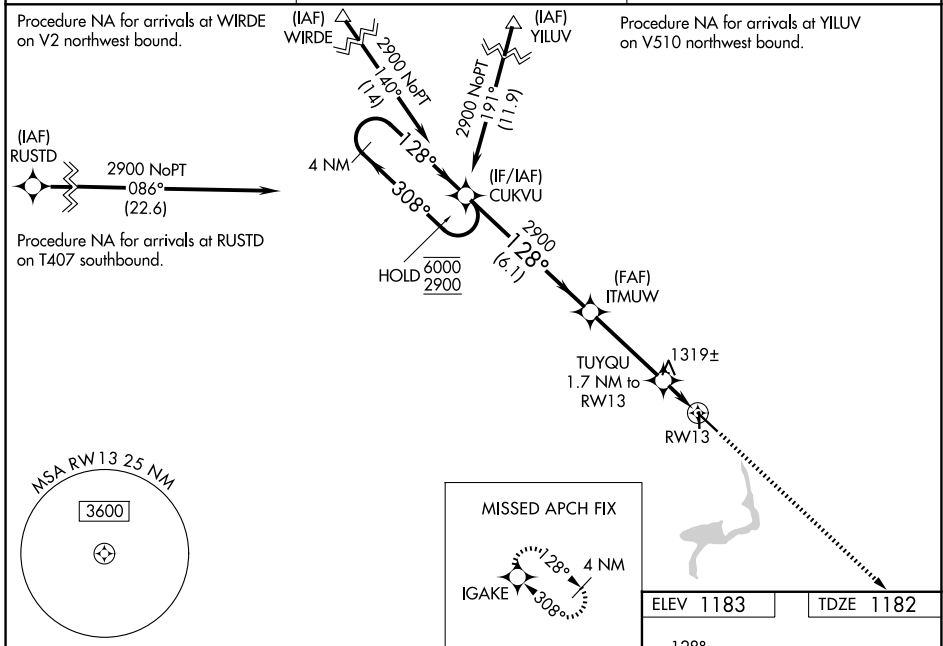 Procedure NA for arrivals at WIRDE
on V2 northwest bound.
(IAF)
WIRDE
2900 NoPT
140°
(14)
(IAF)
YILUV
2900 NoPT
191°
(11.9)
Procedure NA for arrivals at YILUV
on V510 northwest bound.
(IAF)
RUSTD
2900 NoPT
086°
(22.6)
Procedure NA for arrivals at RUSTD
on T407 southbound.
4 NM
128°
308°
(IF/IAF)
CUKVU
HOLD 6000
2900
2900
128°
(6.1)
(FAF)
ITMUW
TUYQU
1.7 NM to
RW13
1319±
RW13
MSA RW13 25 NM
3600
MISSED APCH FIX
128°
4 NM
IGAKE
308°
ELEV 1183
TDZE 1182